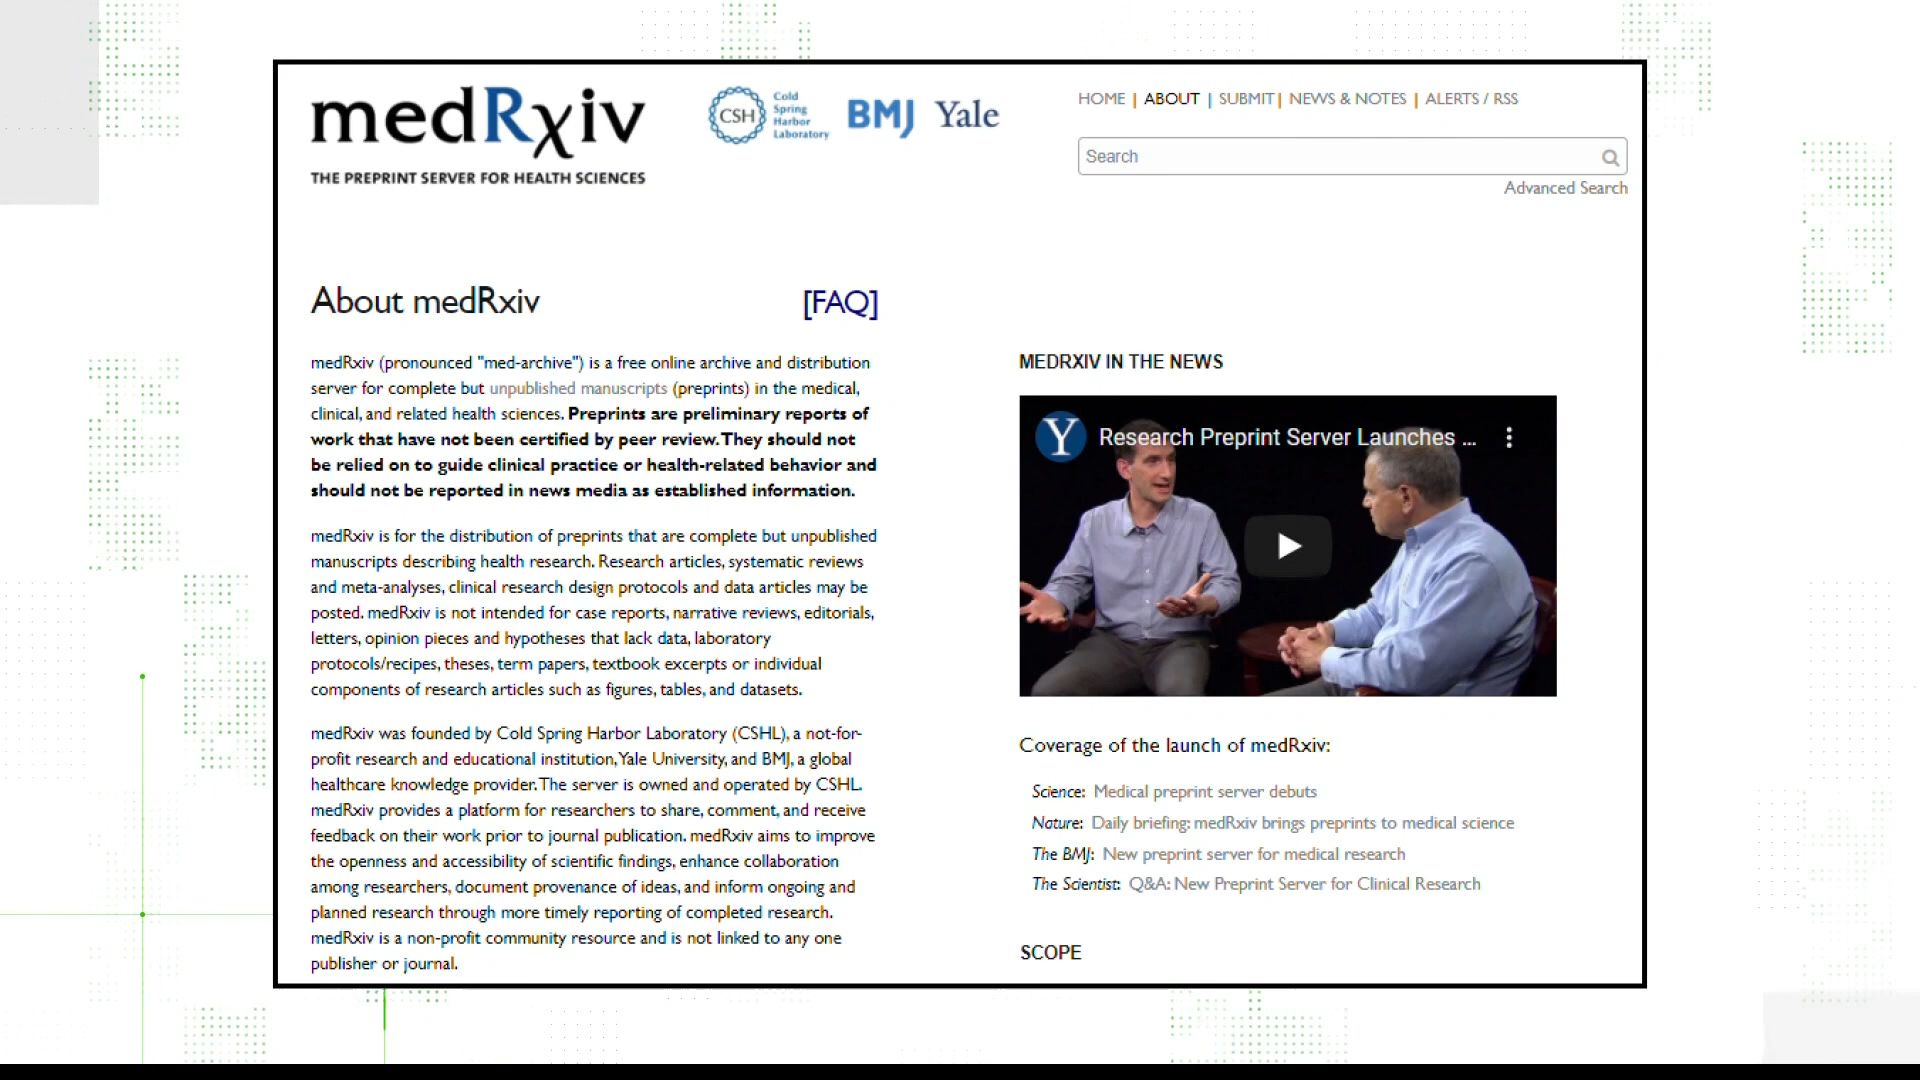 medRxiv
THE PREPRINT SERVER FOR HEALTH SCIENCES
CSH Cold
Spring
Harbor
Laboratory
BMJ Yale
HOME | ABOUT | SUBMIT | NEWS & NOTES | ALERTS / RSS
Search
Advanced Search
About medRxiv [FAQ]
medRxiv (pronounced "med-archive") is a free online archive and distribution
server for complete but unpublished manuscripts (preprints) in the medical,
clinical, and related health sciences. Preprints are preliminary reports of
work that have not been certified by peer review. They should not
be relied on to guide clinical practice or health-related behavior and
should not be reported in news media as established information.
medRxiv is for the distribution of preprints that are complete but unpublished
manuscripts describing health research. Research articles, systematic reviews
and meta-analyses, clinical research design protocols and data articles may be
posted. medRxiv is not intended for case reports, narrative reviews, editorials,
letters, opinion pieces and hypotheses that lack data, laboratory
protocols/recipes, theses, term papers, textbook excerpts or individual
components of research articles such as figures, tables, and datasets.
medRxiv was founded by Cold Spring Harbor Laboratory (CSHL), a not-for-
profit research and educational institution, Yale University, and BMJ, a global
healthcare knowledge provider. The server is owned and operated by CSHL.
medRxiv provides a platform for researchers to share, comment, and receive
feedback on their work prior to journal publication. medRxiv aims to improve
the openness and accessibility of scientific findings, enhance collaboration
among researchers, document provenance of ideas, and inform ongoing and
planned research through more timely reporting of completed research.
medRxiv is a non-profit community resource and is not linked to any one
publisher or journal.
MEDRXIV IN THE NEWS
Y Research Preprint Server Launches ...
Coverage of the launch of medRxiv:
Science: Medical preprint server debuts
Nature: Daily briefing: medRxiv brings preprints to medical science
The BMJ: New preprint server for medical research
The Scientist: Q&A: New Preprint Server for Clinical Research
SCOPE